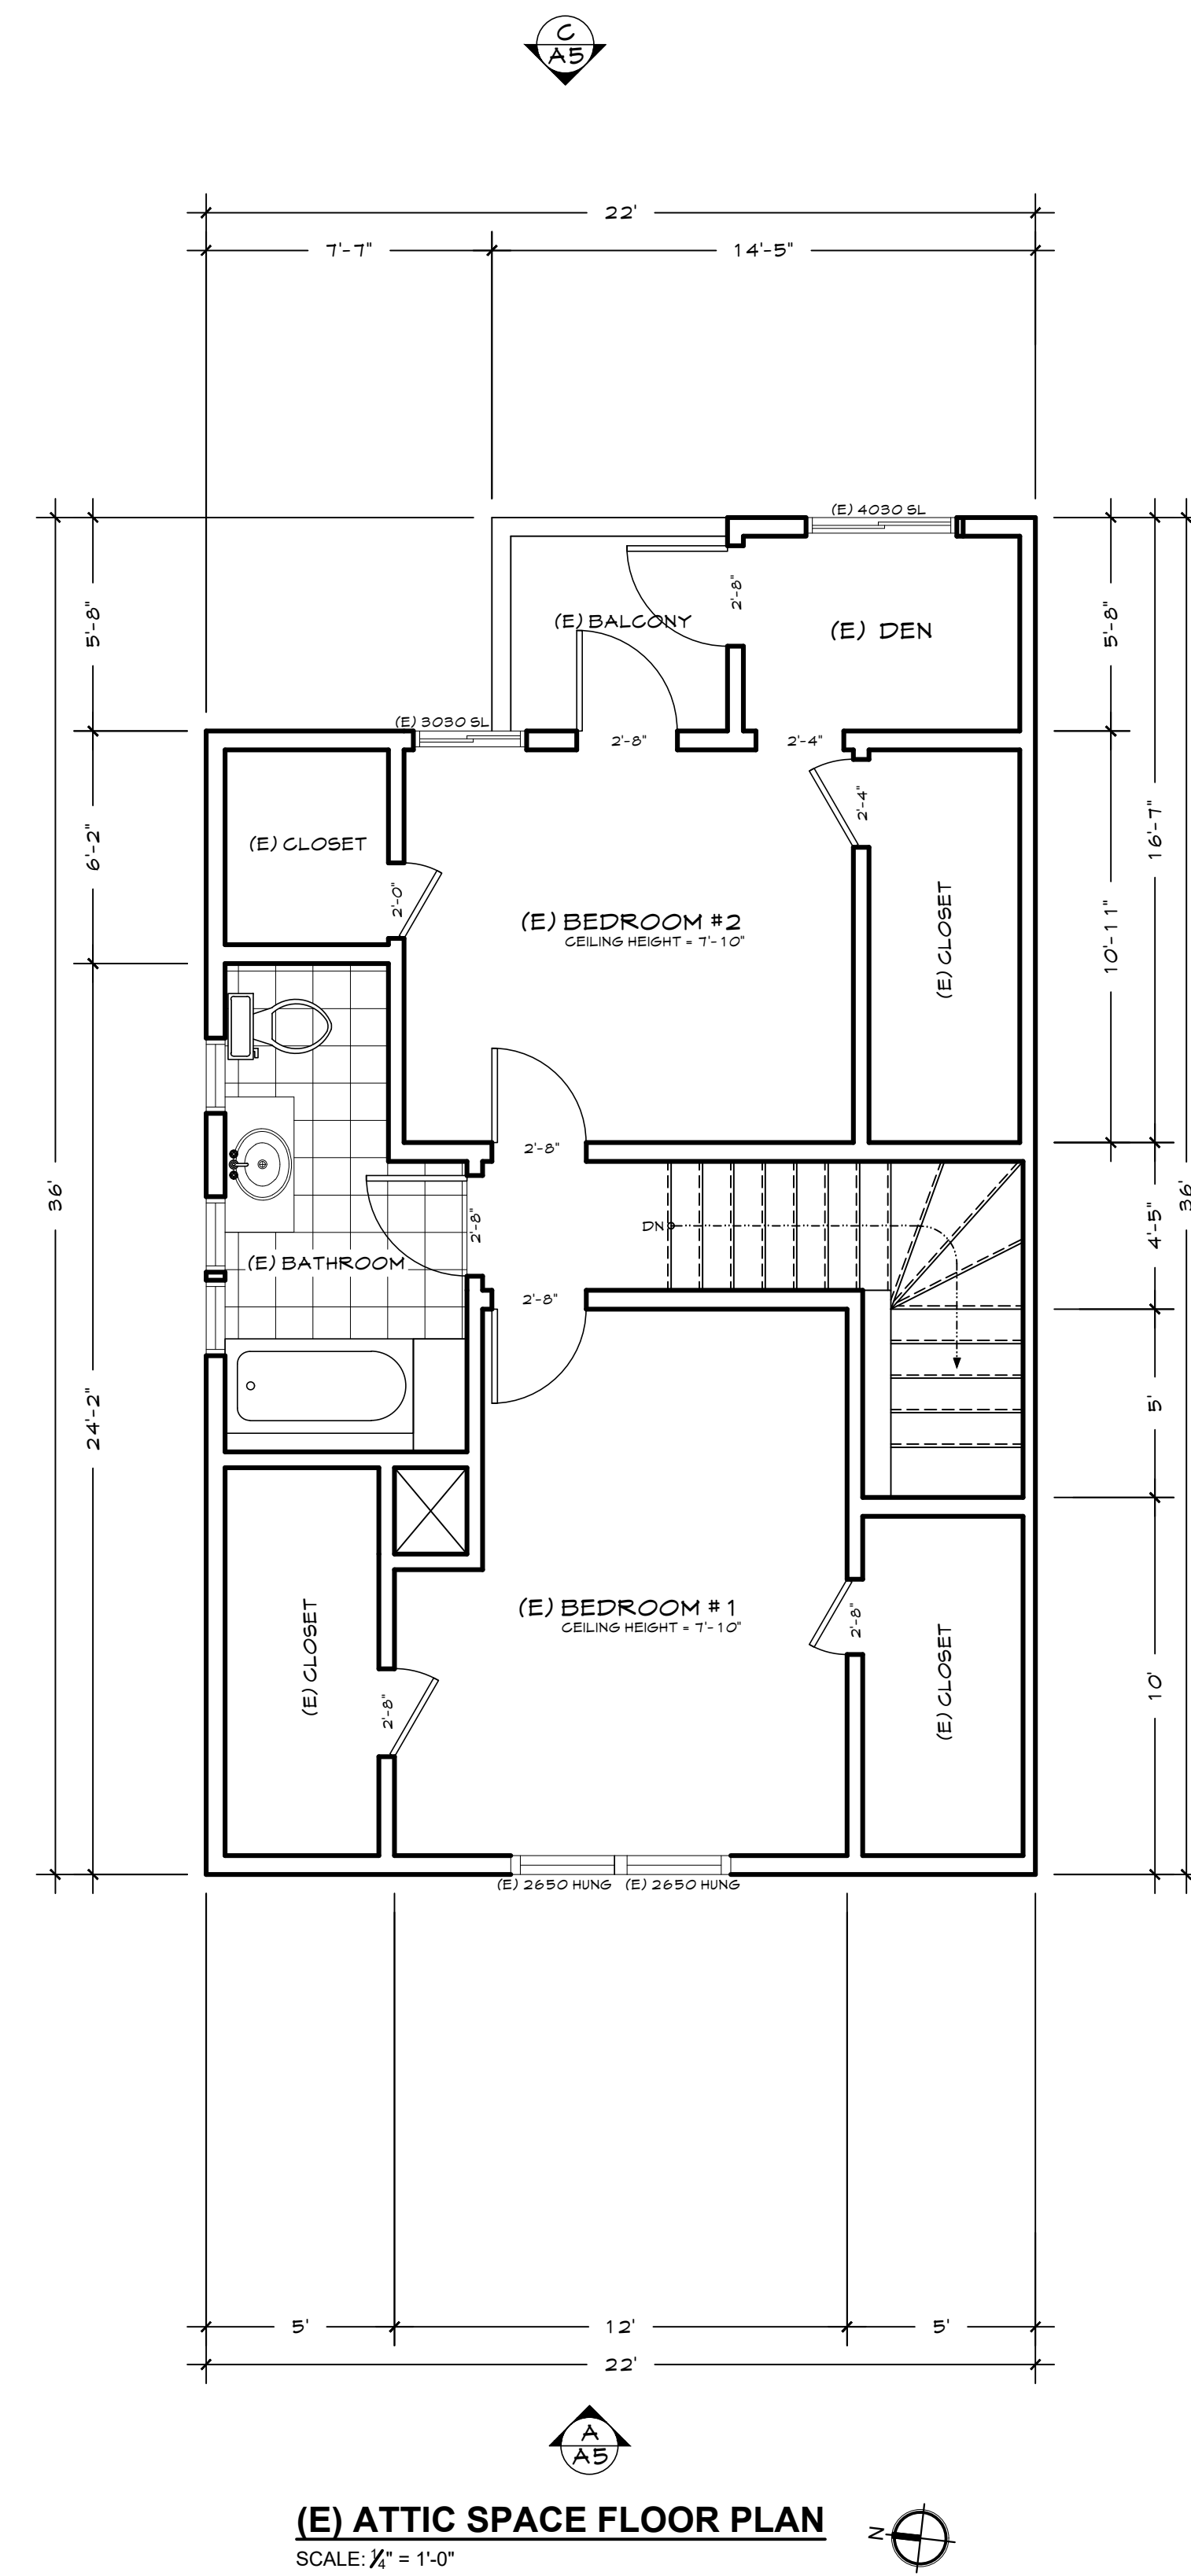 C
A5
22'
7'-7"
14'-5"
(E) 4030 SL
5'-8"
2'-8"
(E) BALCONY
(E) DEN
5'-8"
(E) 3030 SL
2'-8"
2'-4"
2'-4"
6'-2"
(E) CLOSET
16'-7"
2'-0"
(E) BEDROOM #2
CEILING HEIGHT = 7'-10"
(E) CLOSET
10'-11"
2'-8"
36'
2'-8"
DN
4'-5"
36'
(E) BATHROOM
2'-8"
24'-2"
5'
(E) BEDROOM #1
CEILING HEIGHT = 7'-10"
2'-8"
(E) CLOSET
(E) CLOSET
2'-8"
10'
(E) 2650 HUNG (E) 2650 HUNG
5'
12'
5'
22'
A
A5
(E) ATTIC SPACE FLOOR PLAN
N
SCALE: 1/4" = 1'-0"